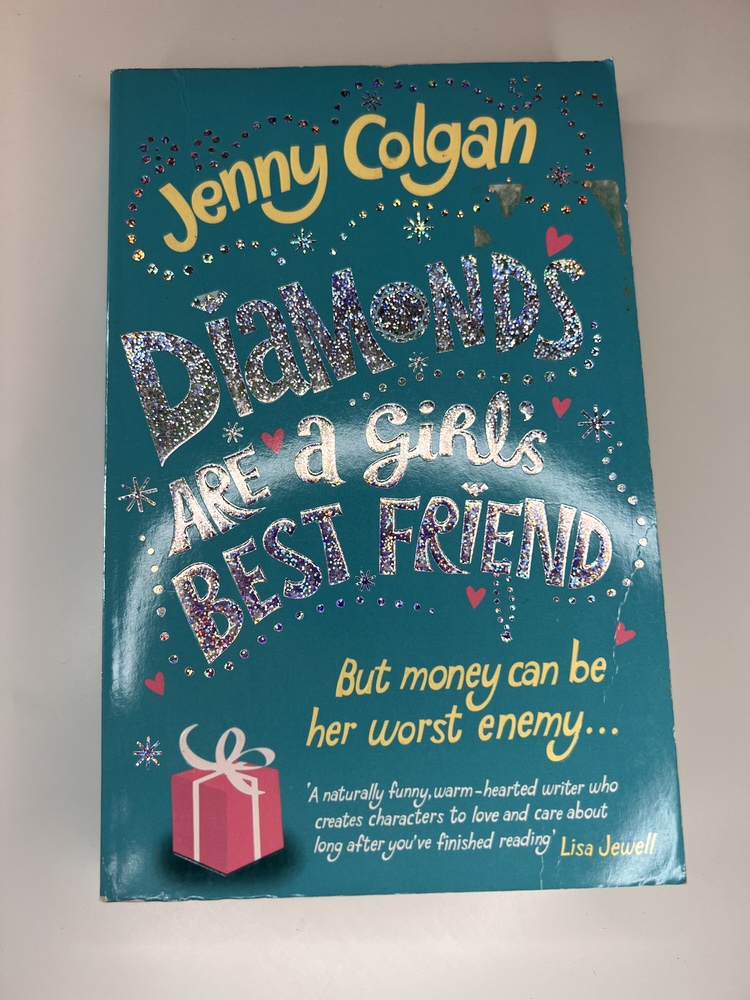 Jenny Colgan
DiaMONDS
ARE a GiRl's
BEST FRiEND
But money can be
her worst enemy...
'A naturally funny, warm-hearted writer who
creates characters to love and care about
long after you've finished reading' Lisa Jewell